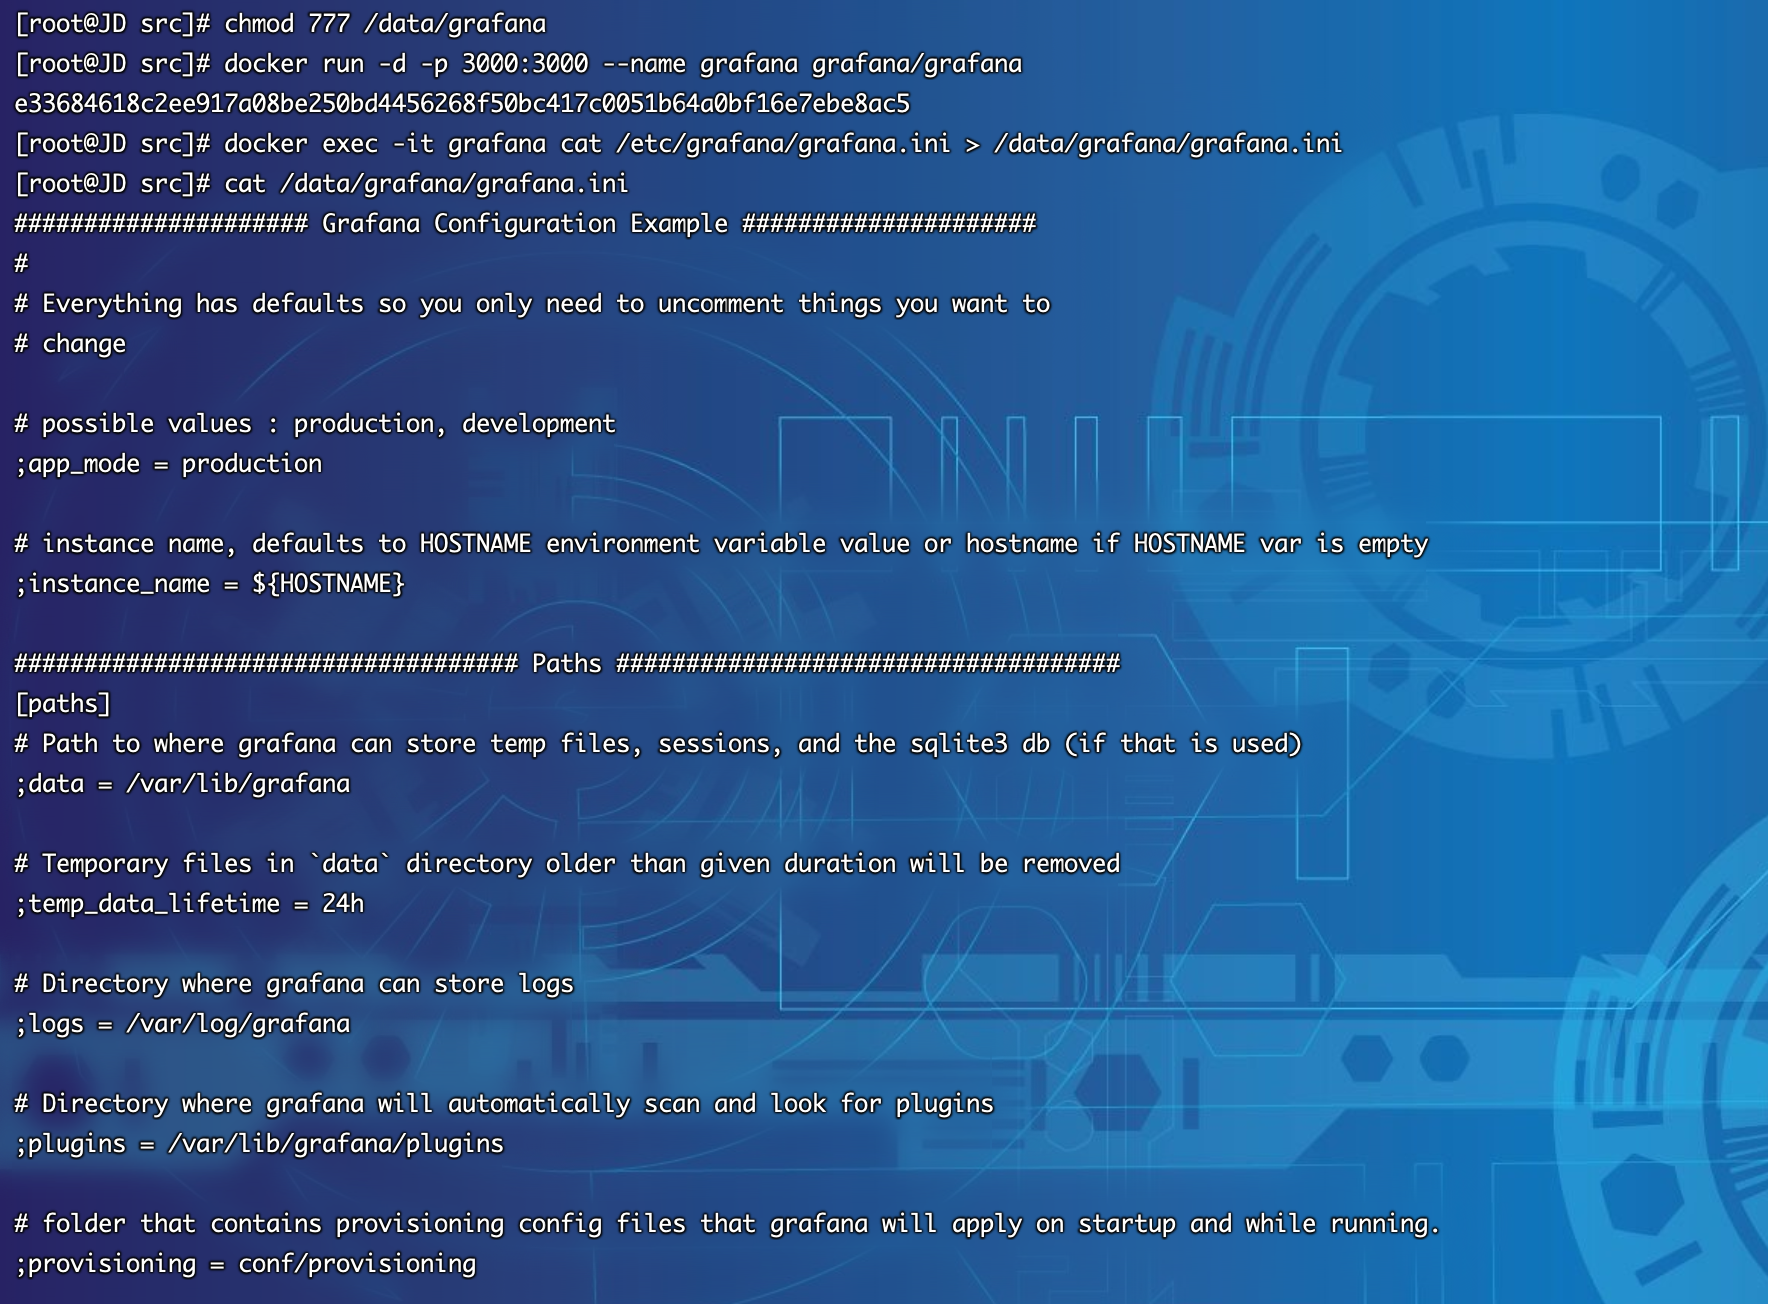 [root@JD src]# chmod 777 /data/grafana
[root@JD src]# docker run -d -p 3000:3000 --name grafana grafana/grafana
e33684618c2ee917a08be250bd4456268f50bc417c0051b64a0bf16e7ebe8ac5
[root@JD src]# docker exec -it grafana cat /etc/grafana/grafana.ini > /data/grafana/grafana.ini
[root@JD src]# cat /data/grafana/grafana.ini
##################### Grafana Configuration Example #####################
#
# Everything has defaults so you only need to uncomment things you want to
# change

# possible values : production, development
;app_mode = production

# instance name, defaults to HOSTNAME environment variable value or hostname if HOSTNAME var is empty
;instance_name = ${HOSTNAME}

#################################### Paths ####################################
[paths]
# Path to where grafana can store temp files, sessions, and the sqlite3 db (if that is used)
;data = /var/lib/grafana

# Temporary files in `data` directory older than given duration will be removed
;temp_data_lifetime = 24h

# Directory where grafana can store logs
;logs = /var/log/grafana

# Directory where grafana will automatically scan and look for plugins
;plugins = /var/lib/grafana/plugins

# folder that contains provisioning config files that grafana will apply on startup and while running.
;provisioning = conf/provisioning